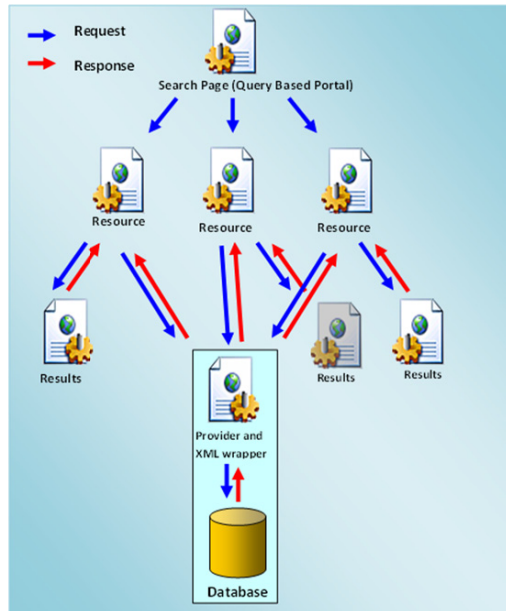 Request
Response
Search Page (Query Based Portal)
Resource
Resource
Resource
Results
Results
Results
Provider and
XML wrapper
Database